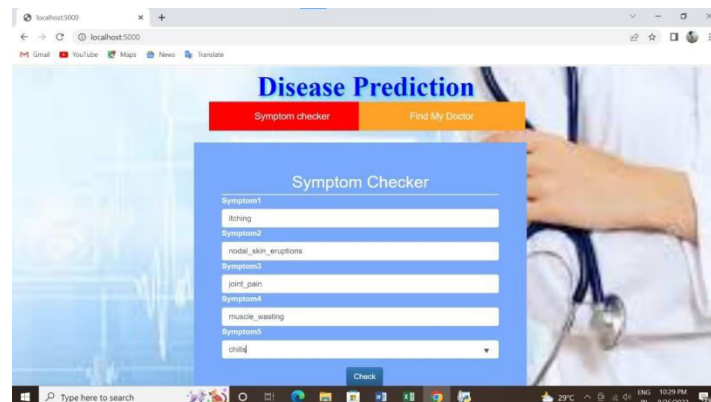 localhost:5000
localhost:5000
Gmail YouTube Maps News Translate
Disease Prediction
Symptom checker Find My Doctor
Symptom Checker
Symptom1
itching
Symptom2
nodal_skin_eruptions
Symptom3
joint_pain
Symptom4
muscle_wasting
Symptom5
chills
Check
Type here to search
29°C ENG 10:29 PM
IN